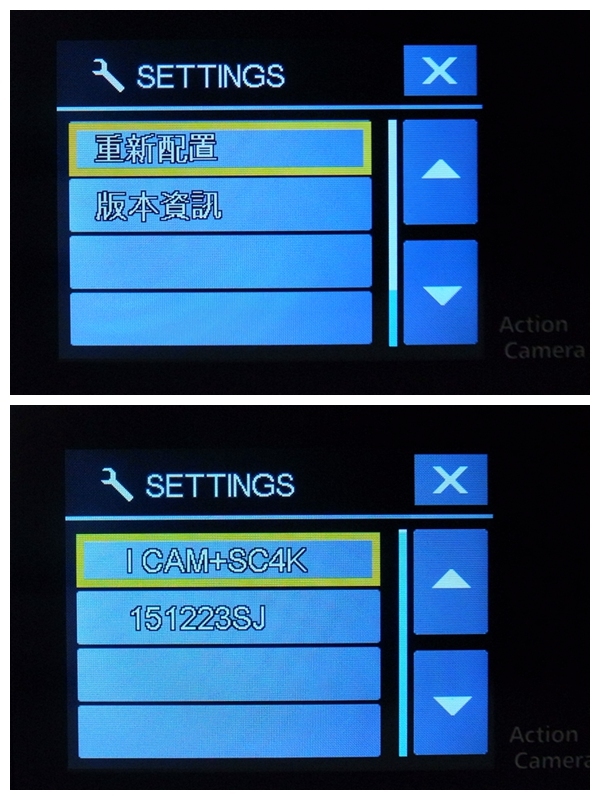 SETTINGS
重新配置
版本資訊
Action
Camera
SETTINGS
I CAM+SC4K
151223SJ
Action
Camera